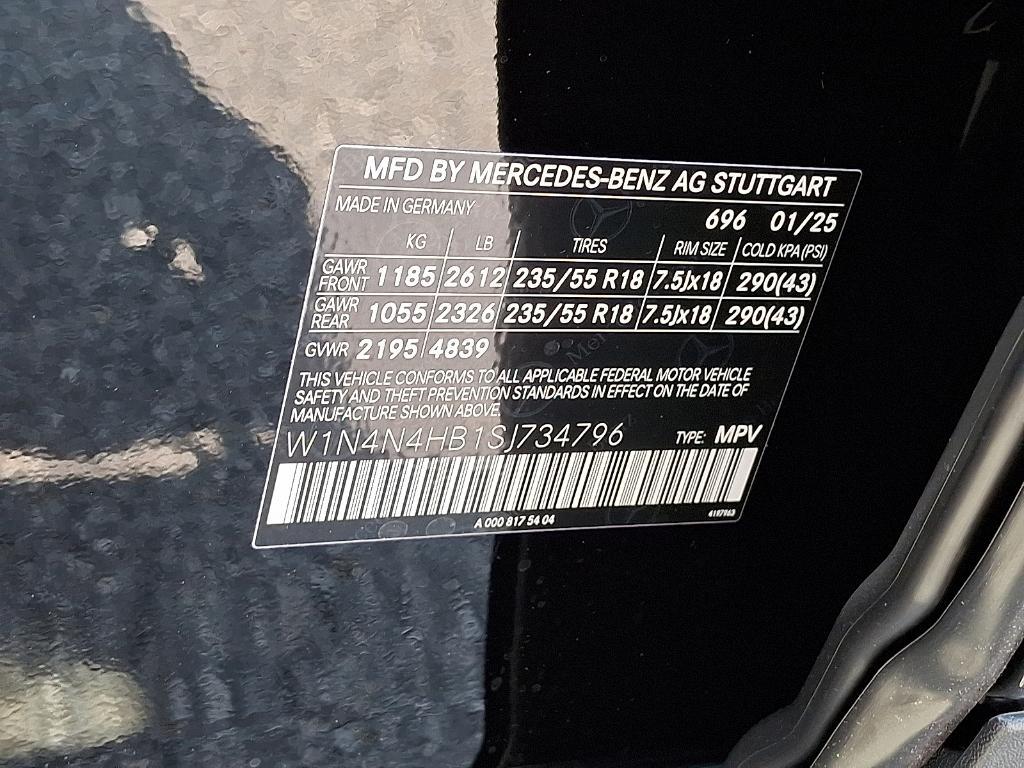 MFD BY MERCEDES-BENZ AG STUTTGART
MADE IN GERMANY
696 01/25
KG LB TIRES RIM SIZE COLD KPA(PSI)
GAWR FRONT 1185 2612 235/55 R18 7.5Jx18 290(43)
GAWR REAR 1055 2326 235/55 R18 7.5Jx18 290(43)
GVWR 2195 4839
THIS VEHICLE CONFORMS TO ALL APPLICABLE FEDERAL MOTOR VEHICLE
SAFETY AND THEFT PREVENTION STANDARDS IN EFFECT ON THE DATE OF
MANUFACTURE SHOWN ABOVE.
W1N4N4HB1SJ734796 TYPE: MPV
A 000 817 54 04